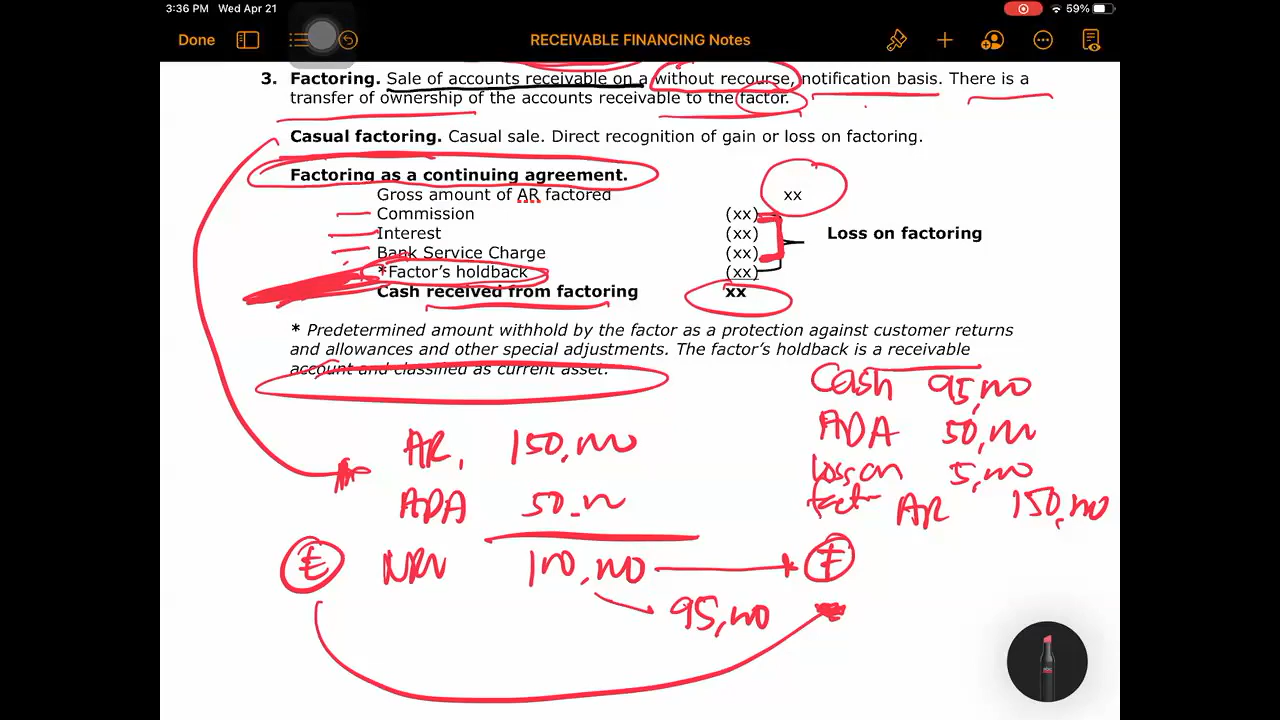 3:36 PM Wed Apr 21 59%
Done RECEIVABLE FINANCING Notes
3. Factoring. Sale of accounts receivable on a without recourse, notification basis. There is a
transfer of ownership of the accounts receivable to the factor.
Casual factoring. Casual sale. Direct recognition of gain or loss on factoring.
Factoring as a continuing agreement.
Gross amount of AR factored xx
Commission (xx)
Interest (xx) Loss on factoring
Bank Service Charge (xx)
*Factor's holdback (xx)
Cash received from factoring xx
* Predetermined amount withhold by the factor as a protection against customer returns
and allowances and other special adjustments. The factor's holdback is a receivable
account and classified as current asset.
Cash 95,000
ADA 50,000
Loss on 5,000
fact AR 150,000
AR 150,000
ADA 50,000
NRV 100,000
95,000